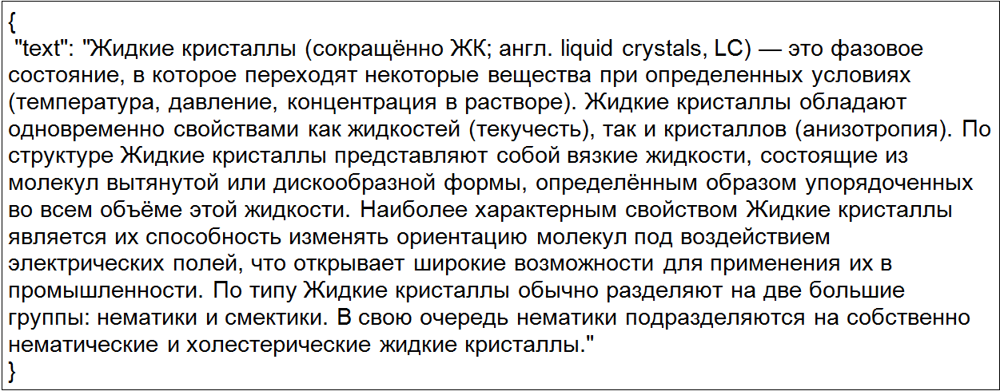 {
"text": "Жидкие кристаллы (сокращённо ЖК; англ. liquid crystals, LC) — это фазовое
состояние, в которое переходят некоторые вещества при определенных условиях
(температура, давление, концентрация в растворе). Жидкие кристаллы обладают
одновременно свойствами как жидкостей (текучесть), так и кристаллов (анизотропия). По
структуре Жидкие кристаллы представляют собой вязкие жидкости, состоящие из
молекул вытянутой или дискообразной формы, определённым образом упорядоченных
во всем объёме этой жидкости. Наиболее характерным свойством Жидкие кристаллы
является их способность изменять ориентацию молекул под воздействием
электрических полей, что открывает широкие возможности для применения их в
промышленности. По типу Жидкие кристаллы обычно разделяют на две большие
группы: нематики и смектики. В свою очередь нематики подразделяются на собственно
нематические и холестерические жидкие кристаллы."
}